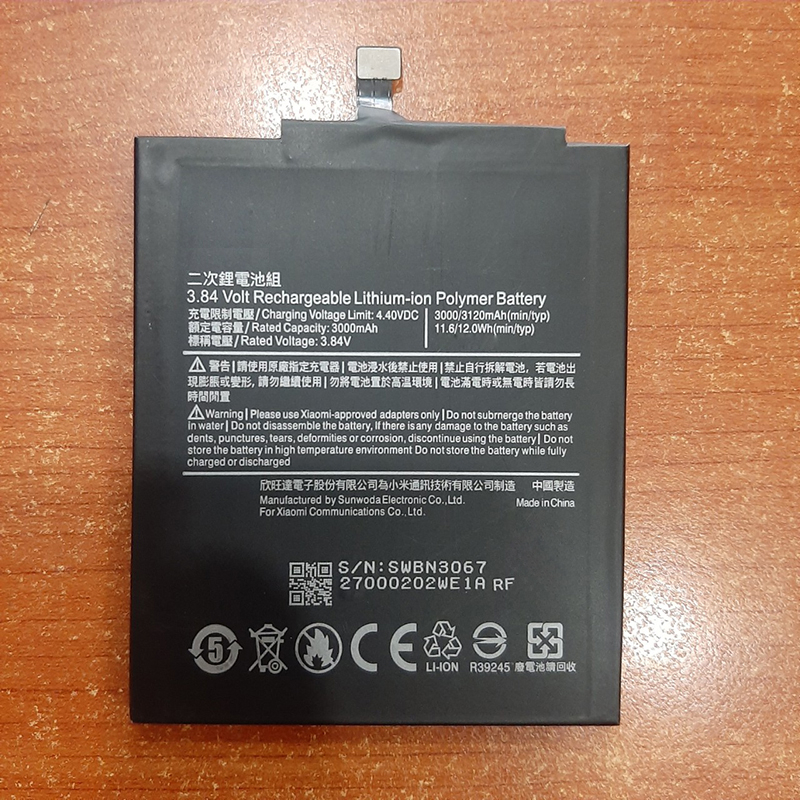 二次鋰電池組
3.84 Volt Rechargeable Lithium-ion Polymer Battery
充電限制電壓/Charging Voltage Limit: 4.40VDC
額定電容量/Rated Capacity: 3000mAh
標稱電壓/Rated Voltage: 3.84V
3000/3120mAh(min/typ)
11.6/12.0Wh(min/typ)
警告|請使用原廠指定充電器|電池浸水後禁止使用|禁止自行拆解電池，若電池出
現膨脹或變形，請勿繼續使用|勿將電池置於高溫環境|電池滿電時或無電時皆請勿長
時間閒置
Warning|Please use Xiaomi-approved adapters only|Do not submerge the battery
in water|Do not disassemble the battery, If there is any damage to the battery such as
dents, punctures, tears, deformities or corrosion, discontinue using the battery|Do not
store the battery in high temperature environment Do not store the battery while fully
charged or discharged
欣旺達電子股份有限公司為小米通訊技術有限公司制造 中國製造
Manufactured by Sunwoda Electronic Co.,Ltd.
For Xiaomi Communications Co.,Ltd.
Made in China
S/N:SWBN3067
27000202WE1A RF
5
CE
LI-ION
R39245
廢電池請回收